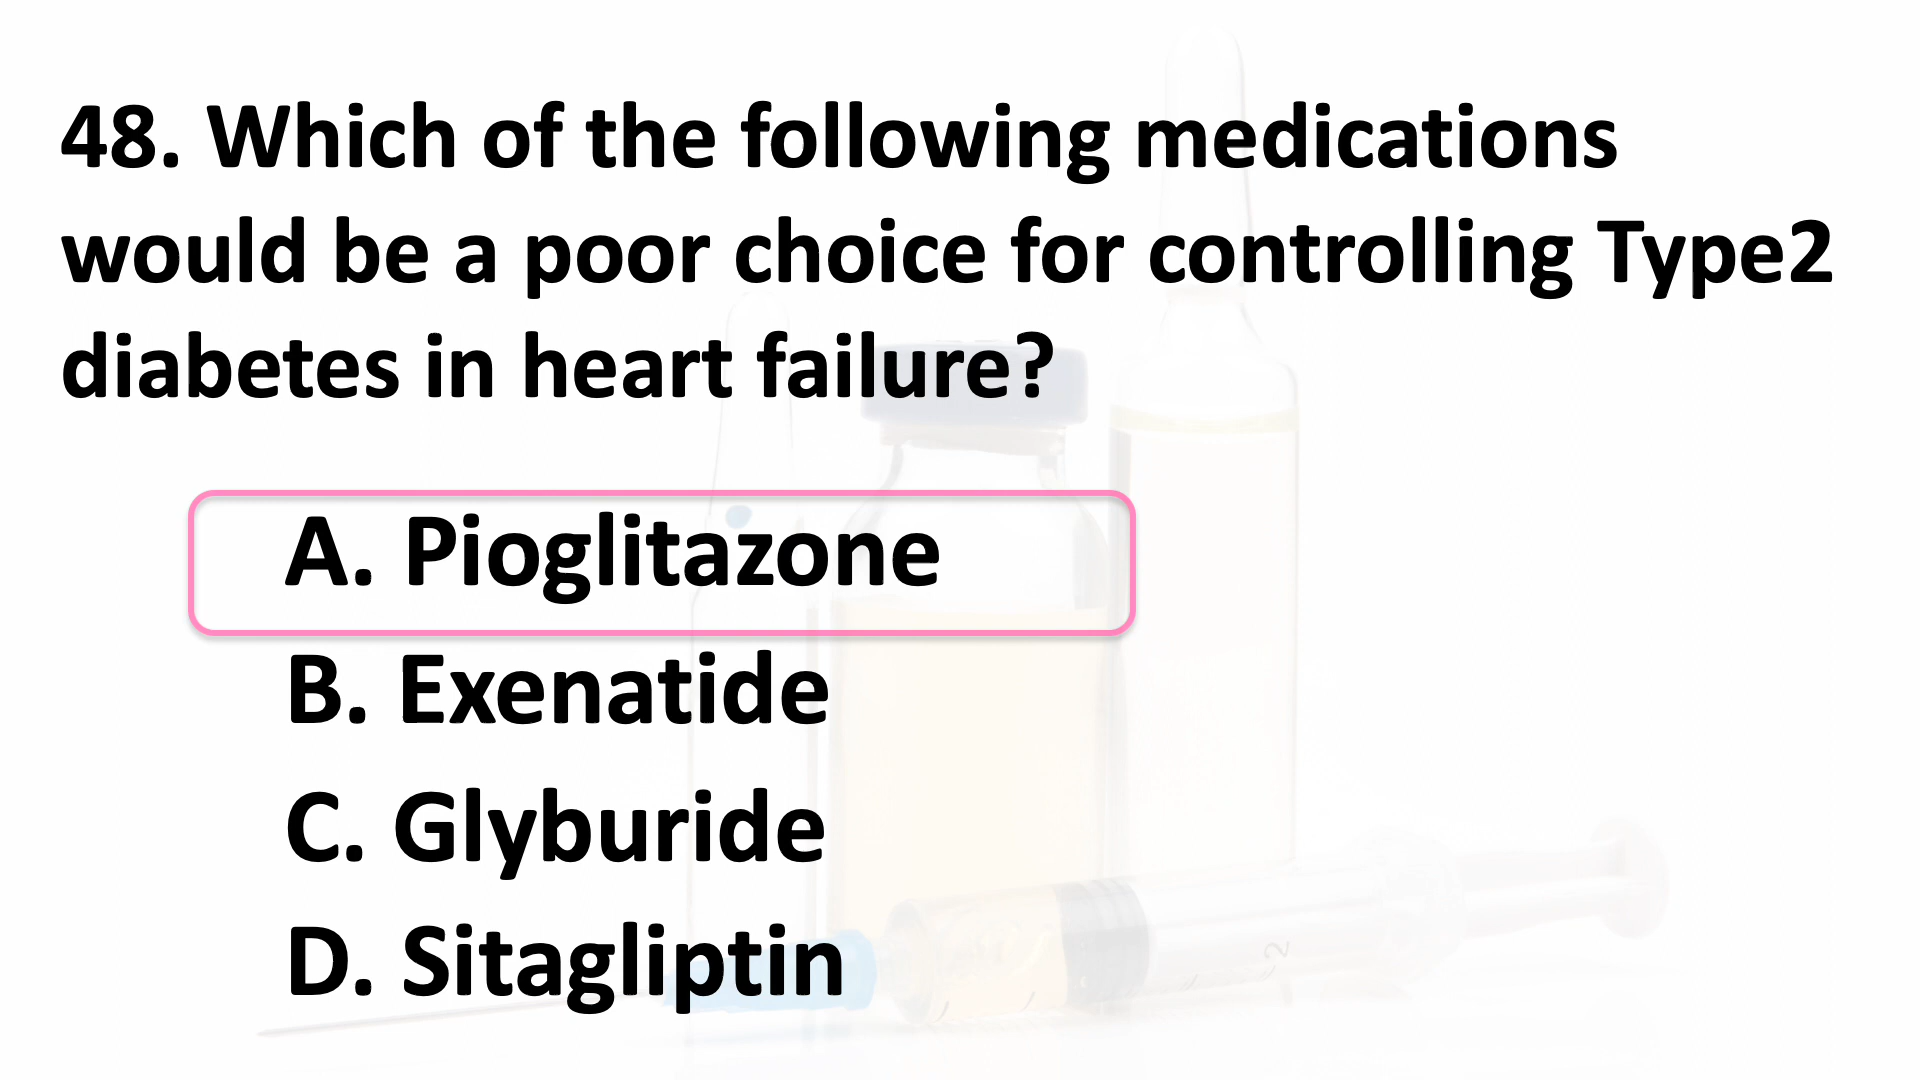 48. Which of the following medications
would be a poor choice for controlling Type2
diabetes in heart failure?
A. Pioglitazone
B. Exenatide
C. Glyburide
D. Sitagliptin
2